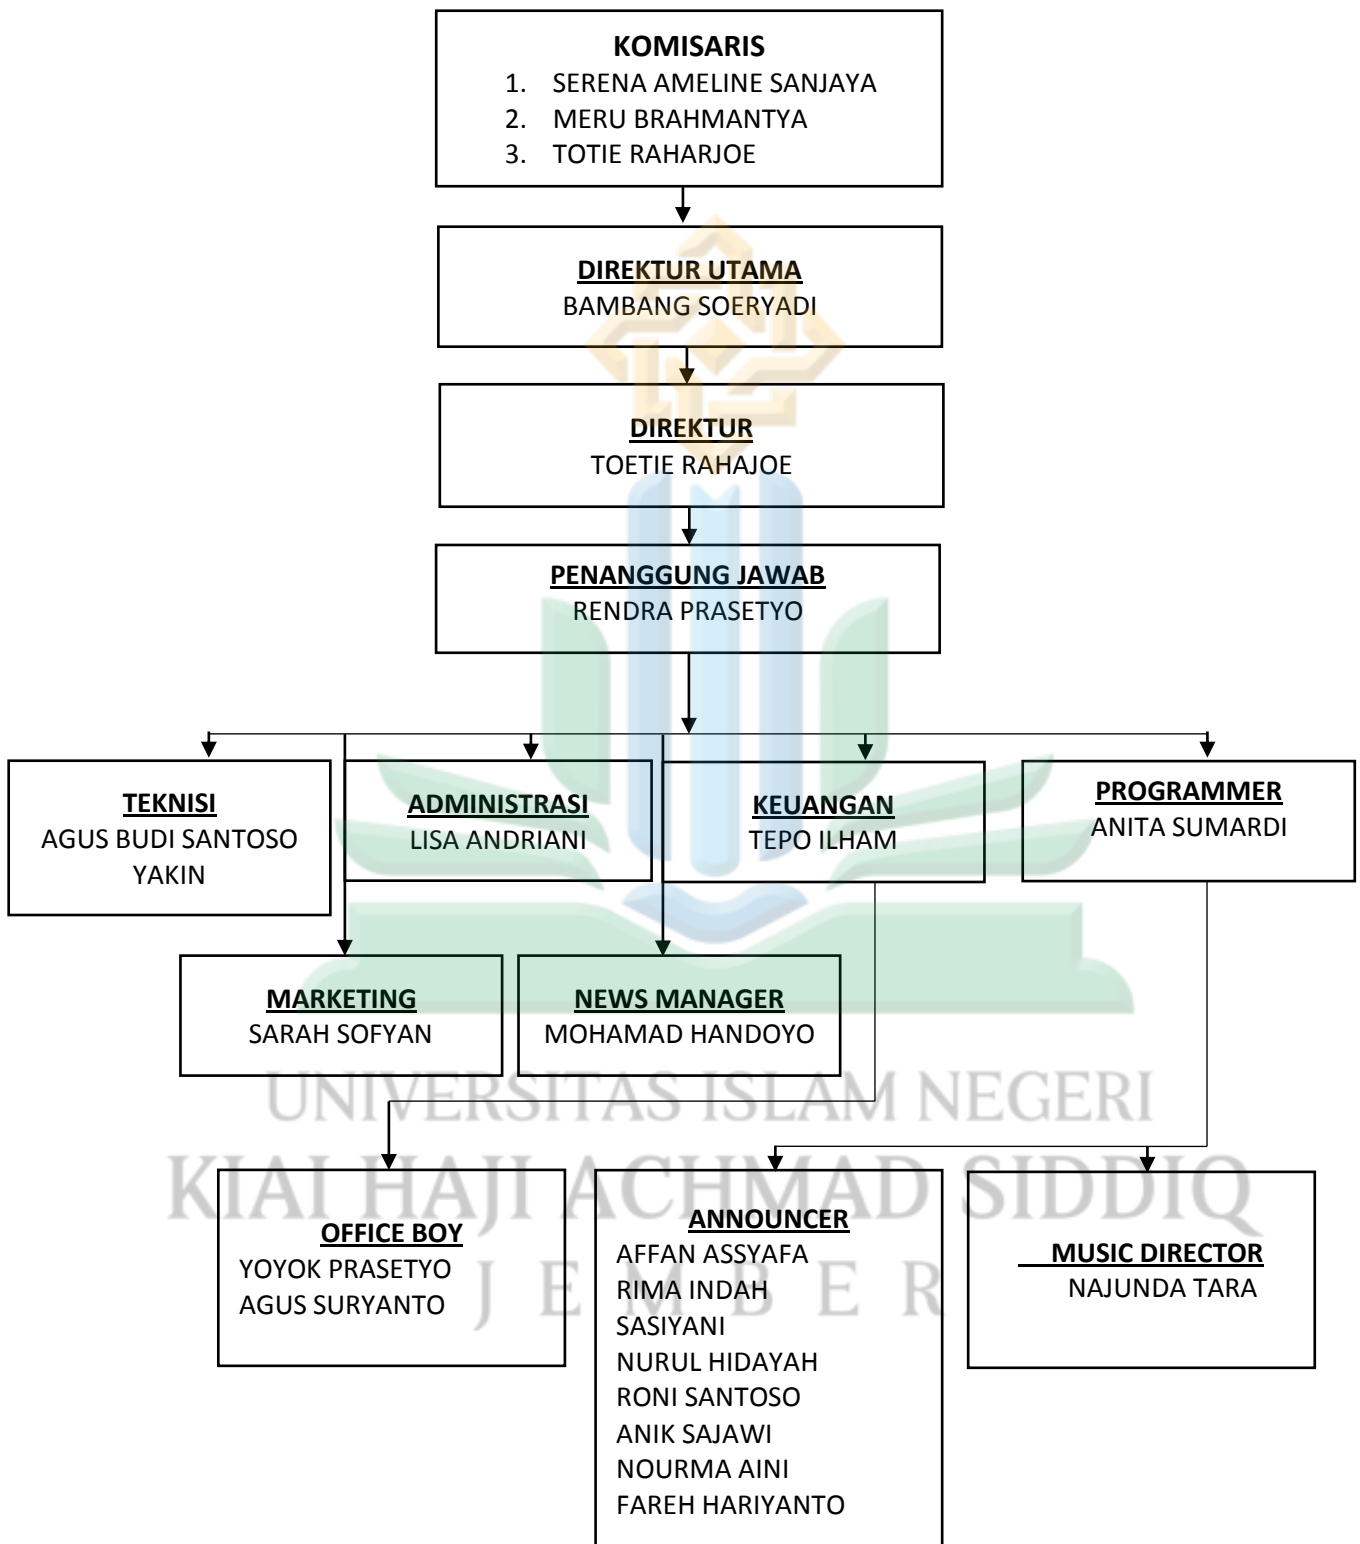 KOMISARIS
1. SERENA AMELINE SANJAYA
2. MERU BRAHMANTYA
3. TOTIE RAHARJOE
DIREKTUR UTAMA
BAMBANG SOERYADI
DIREKTUR
TOETIE RAHAJOE
PENANGGUNG JAWAB
RENDRA PRASETYO
TEKNISI
AGUS BUDI SANTOSO
YAKIN
ADMINISTRASI
LISA ANDRIANI
KEUANGAN
TEPO ILHAM
PROGRAMMER
ANITA SUMARDI
MARKETING
SARAH SOFYAN
NEWS MANAGER
MOHAMAD HANDOYO
UNIVERSITAS ISLAM NEGERI
KIAI HAJI ACHMAD SIDDIQ
JEMBER
OFFICE BOY
YOYOK PRASETYO
AGUS SURYANTO
ANNOUNCER
AFFAN ASSYAFA
RIMA INDAH
SASIYANI
NURUL HIDAYAH
RONI SANTOSO
ANIK SAJAWI
NOURMA AINI
FAREH HARIYANTO
MUSIC DIRECTOR
NAJUNDA TARA